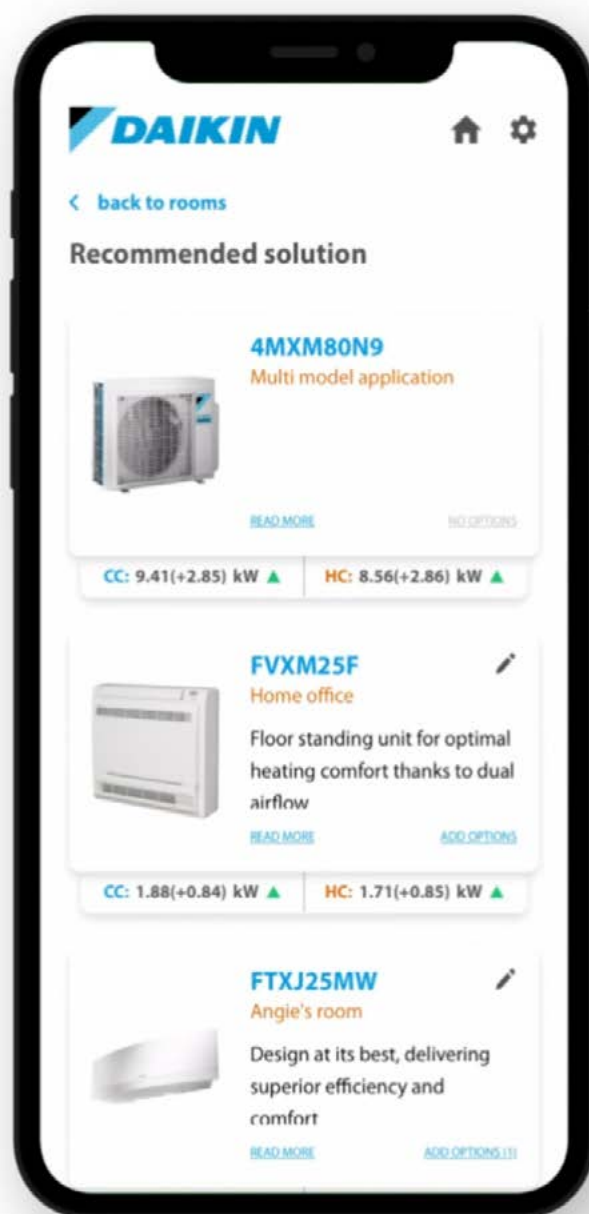 DAIKIN
back to rooms
Recommended solution
4MXM80N9
Multi model application
READ MORE
NO OPTIONS
CC: 9.41(+2.85) kW
HC: 8.56(+2.86) kW
FVXM25F
Home office
Floor standing unit for optimal
heating comfort thanks to dual
airflow
READ MORE
ADD OPTIONS
CC: 1.88(+0.84) kW
HC: 1.71(+0.85) kW
FTXJ25MW
Angie's room
Design at its best, delivering
superior efficiency and
comfort
READ MORE
ADD OPTIONS (1)